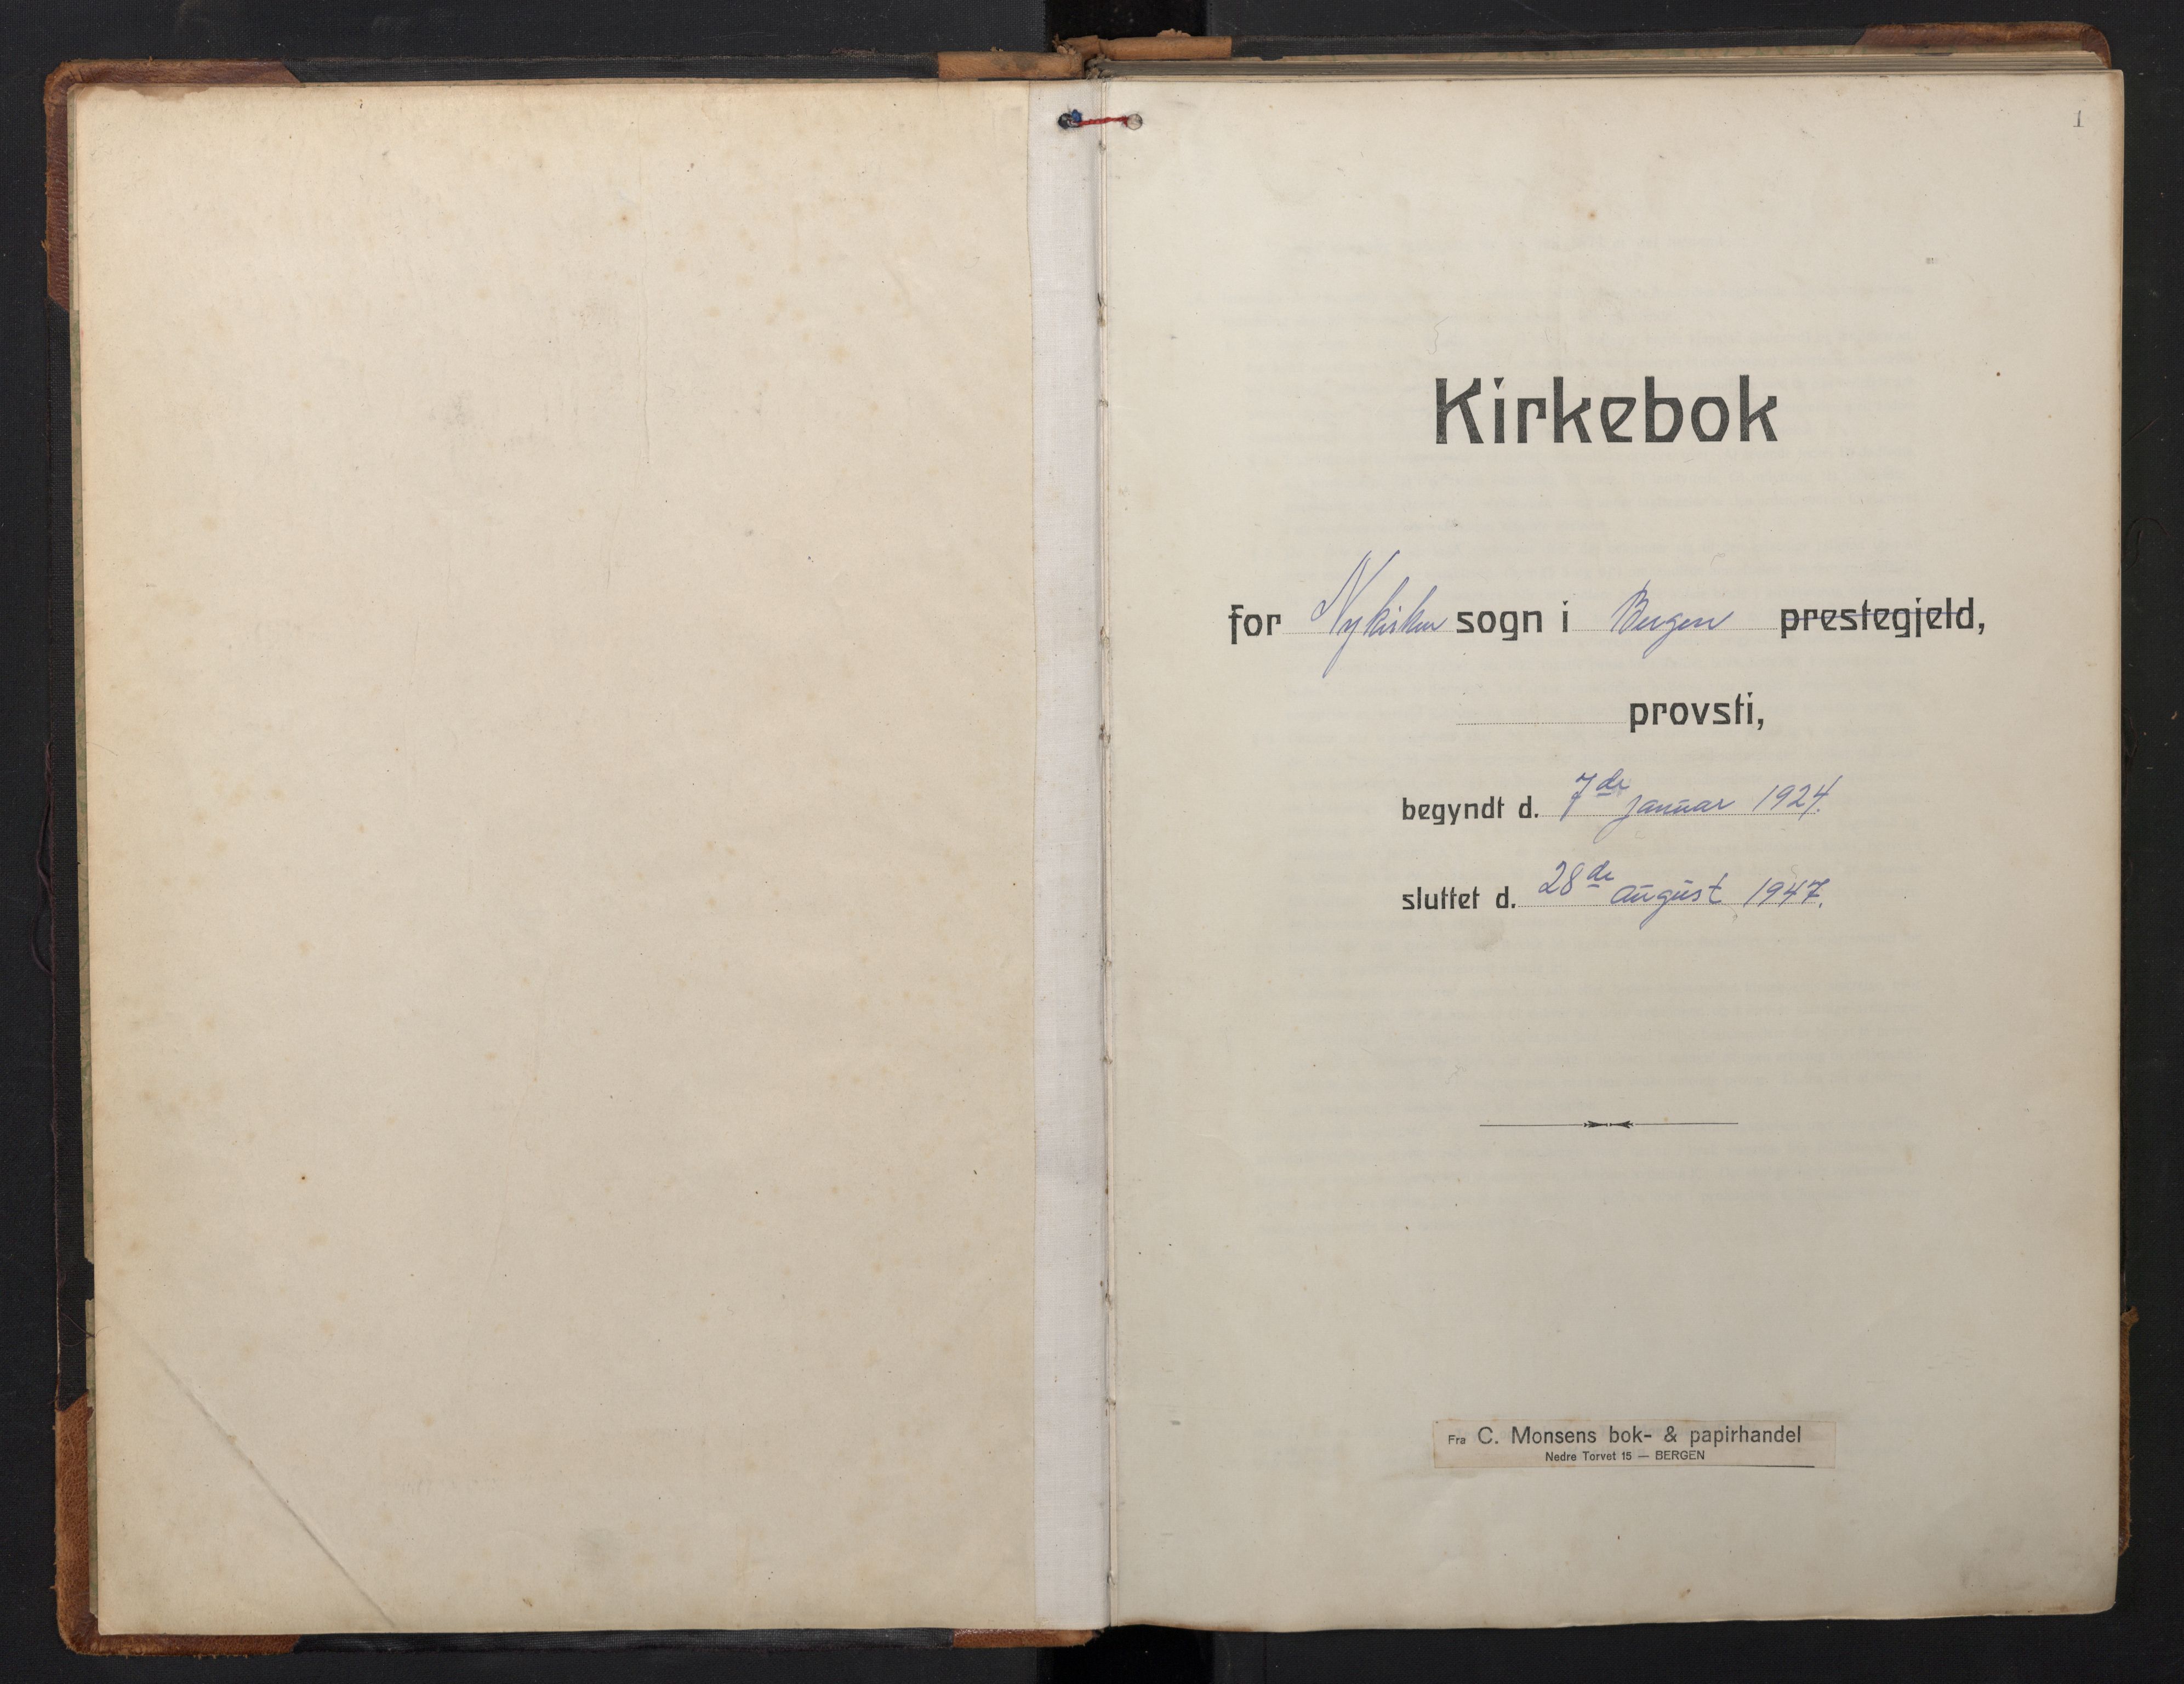 1
Kirkebok
for Nykirken sogn i Bergen prestegjeld,
provsti,
begyndt d. 7de januar 1924.
sluttet d. 28de august 1947.
Fra C. Monsens bok- & papirhandel
Nedre Torvet 15 — BERGEN